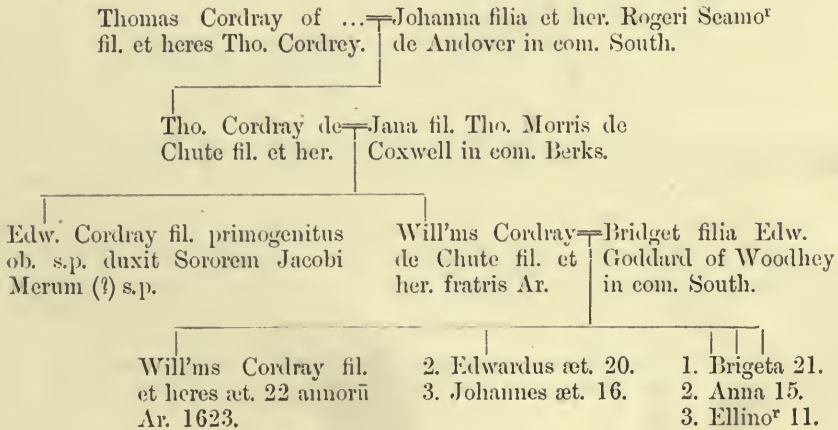 Thomas Cordray of ...
fil. et heres Tho. Cordrey.
Johanna filia et her. Rogeri Seamoʳ
de Andover in com. South.
Tho. Cordray de
Chute fil. et her.
Jana fil. Tho. Morris de
Coxwell in com. Berks.
Edw. Cordray fil. primogenitus
ob. s.p. duxit Sororem Jacobi
Merum (?) s.p.
Will'ms Cordray
de Chute fil. et
her. fratris Ar.
Bridget filia Edw.
Goddard of Woodhey
in com. South.
Will'ms Cordray fil.
et heres æt. 22 annorū
Ar. 1623.
2. Edwardus æt. 20.
3. Johannes æt. 16.
1. Brigeta 21.
2. Anna 15.
3. Ellinoʳ 11.